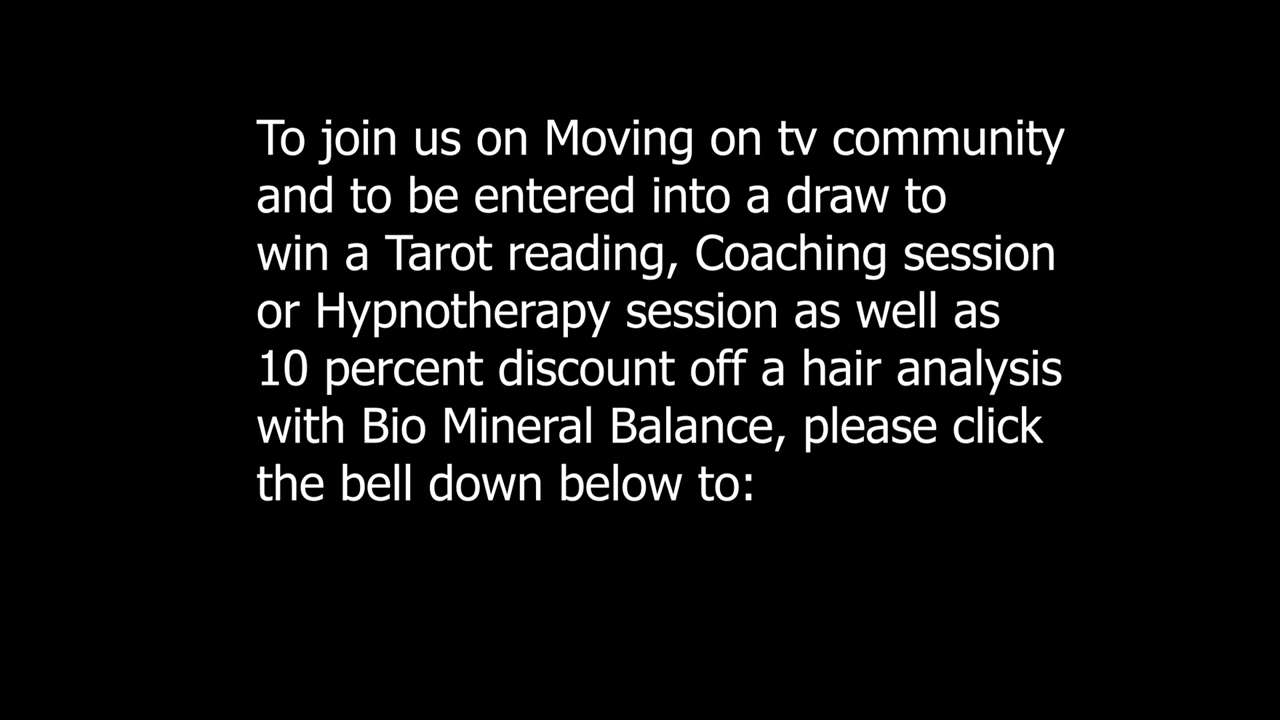 To join us on Moving on tv community
and to be entered into a draw to
win a Tarot reading, Coaching session
or Hypnotherapy session as well as
10 percent discount off a hair analysis
with Bio Mineral Balance, please click
the bell down below to: